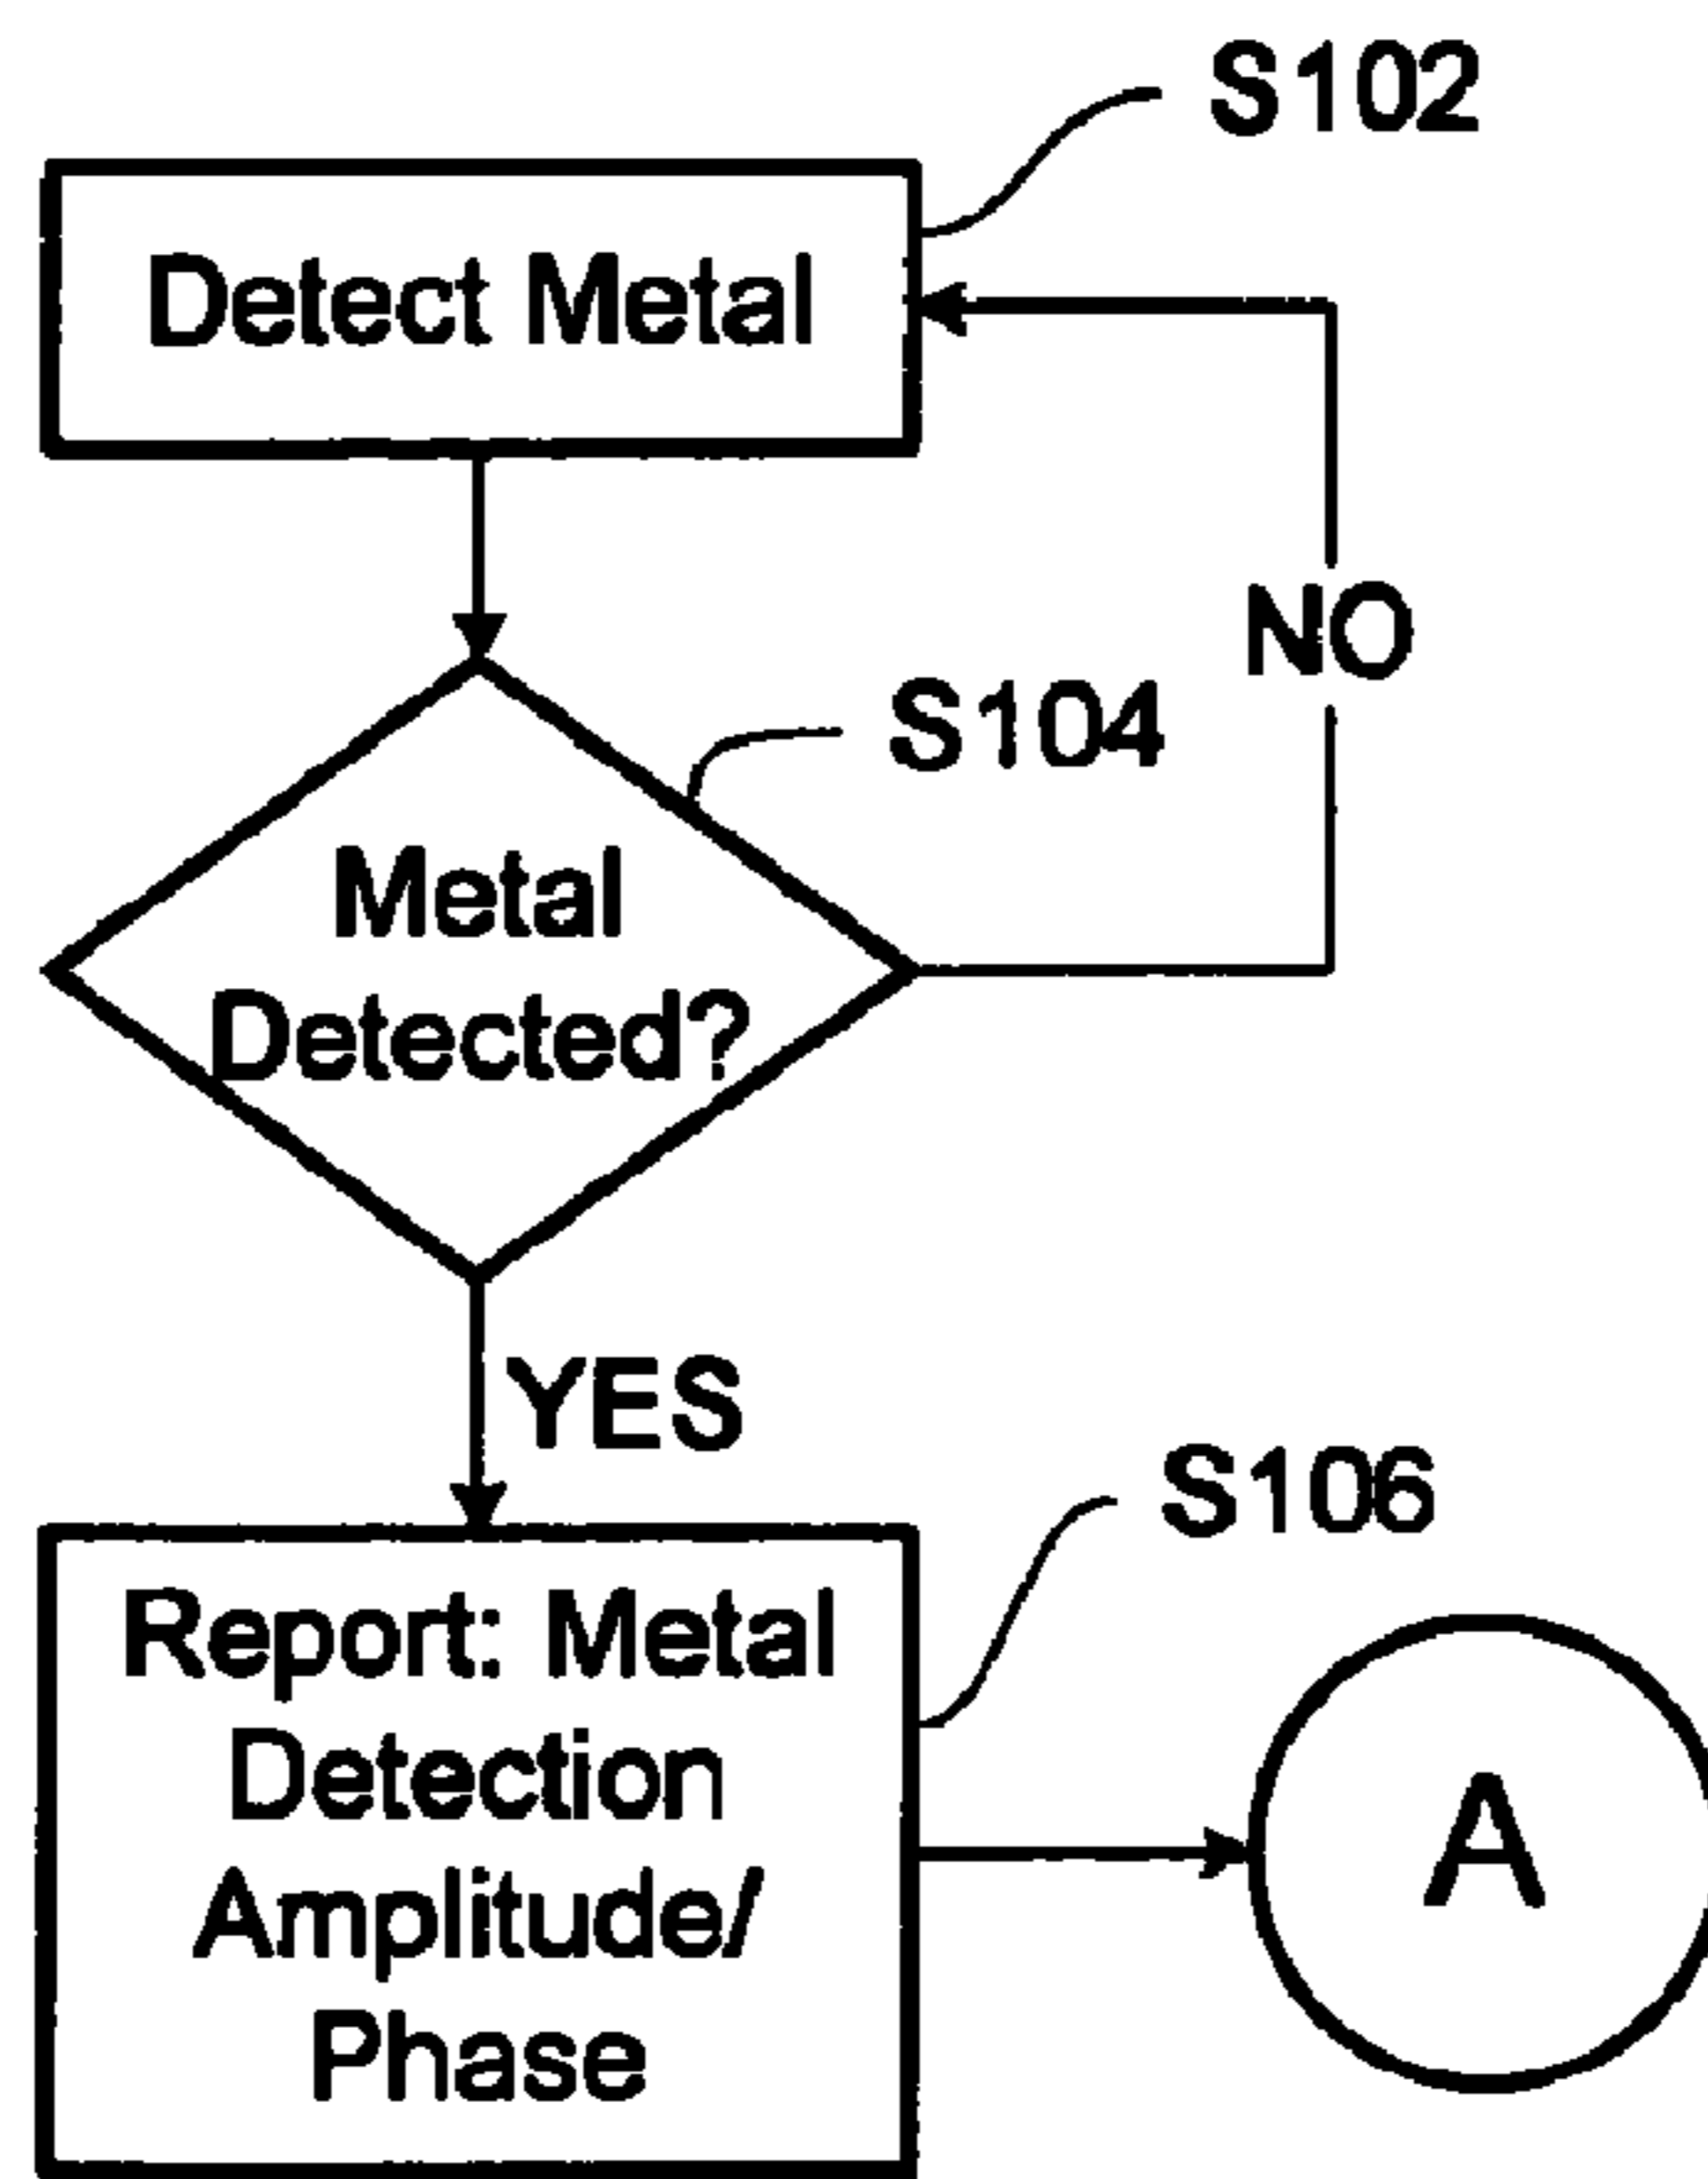 S102
Detect Metal
NO
S104
Metal
Detected?
YES
S106
Report: Metal
Detection
Amplitude/
Phase
A